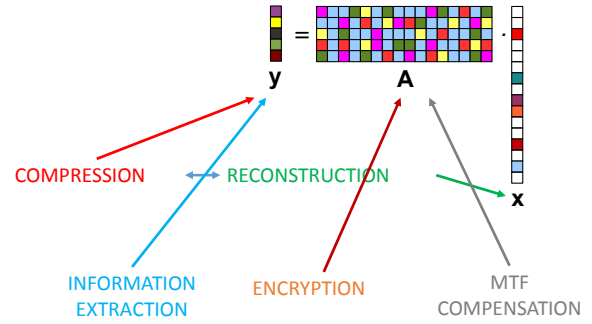 =
·
y
A
x
COMPRESSION
RECONSTRUCTION
INFORMATION
EXTRACTION
ENCRYPTION
MTF
COMPENSATION